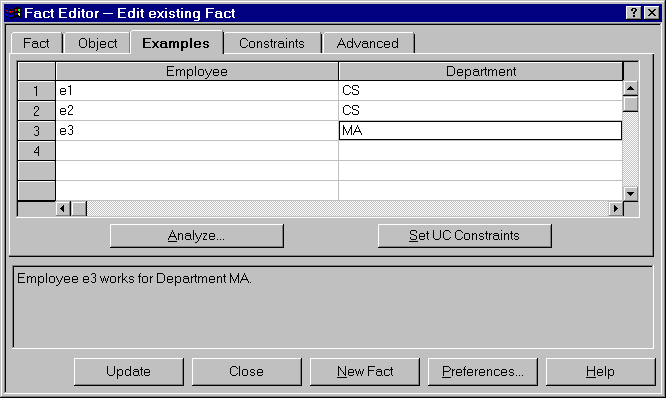 Fact Editor — Edit existing Fact
Fact Object Examples Constraints Advanced
Employee Department
1 e1 CS
2 e2 CS
3 e3 MA
4
Analyze... Set UC Constraints
Employee e3 works for Department MA.
Update Close New Fact Preferences... Help